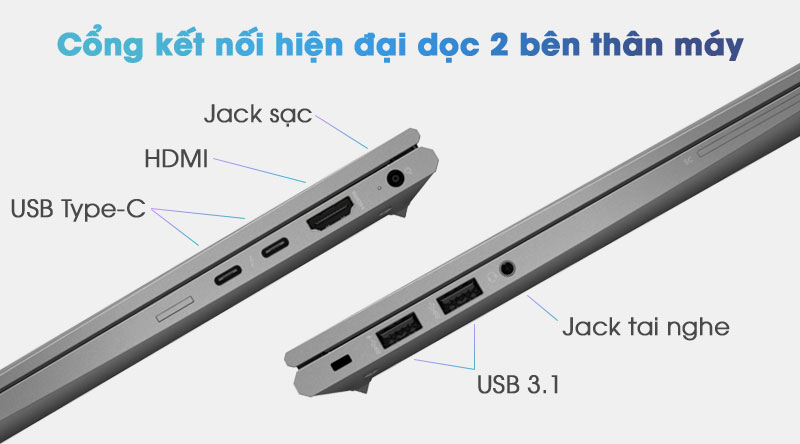 Cổng kết nối hiện đại dọc 2 bên thân máy
Jack sạc
HDMI
USB Type-C
Jack tai nghe
USB 3.1